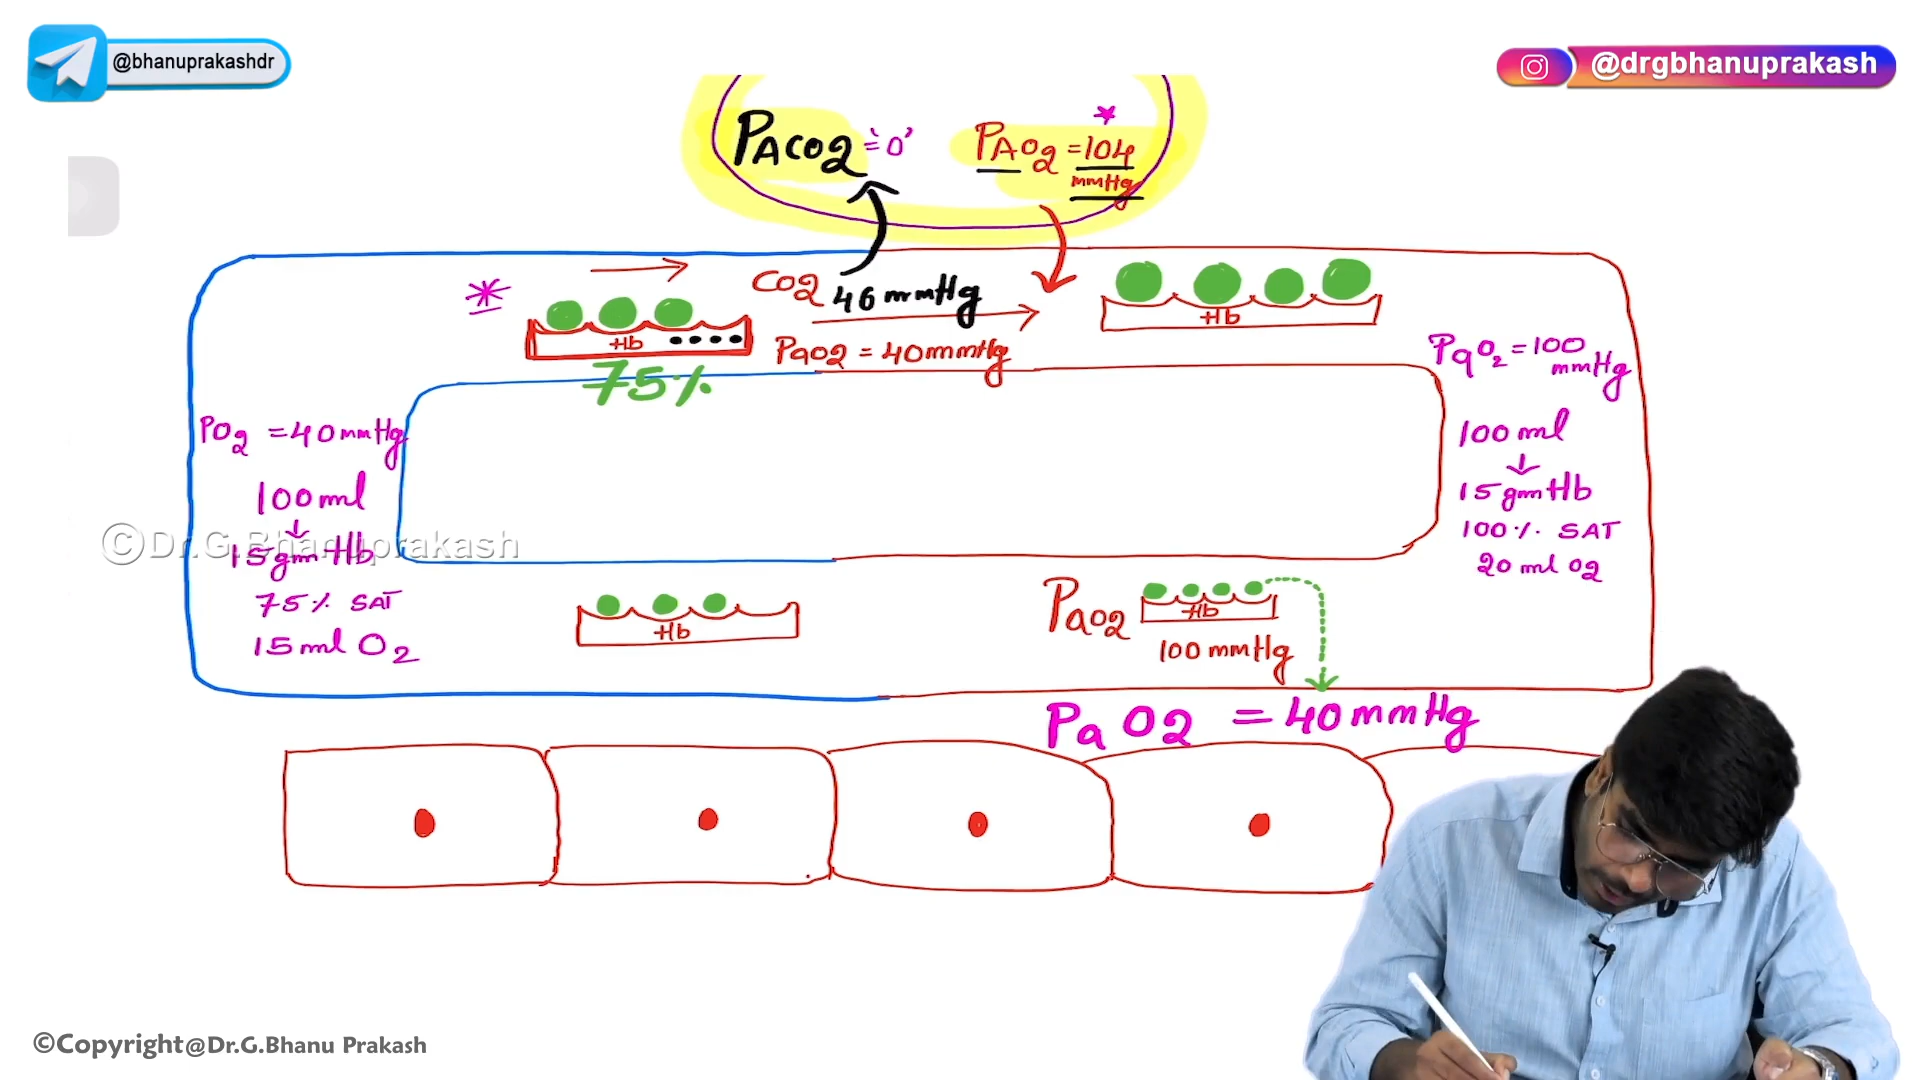 @bhanuprakashdr
@drgbhanuprakash
PACO2 = '0'
PAO2 = 104
mmHg
CO2 46 mmHg
Hb
75%
PaO2 = 40mmHg
Hb
PaO2 = 100
mmHg
100 ml
15 gm Hb
100% SAT
20 ml O2
PO2 = 40 mmHg
100 ml
15 gm Hb
75% SAT
15 ml O2
©Dr.G.Bhanuprakash
Hb
PaO2
Hb
100 mmHg
PaO2 = 40 mmHg
©Copyright@Dr.G.Bhanu Prakash